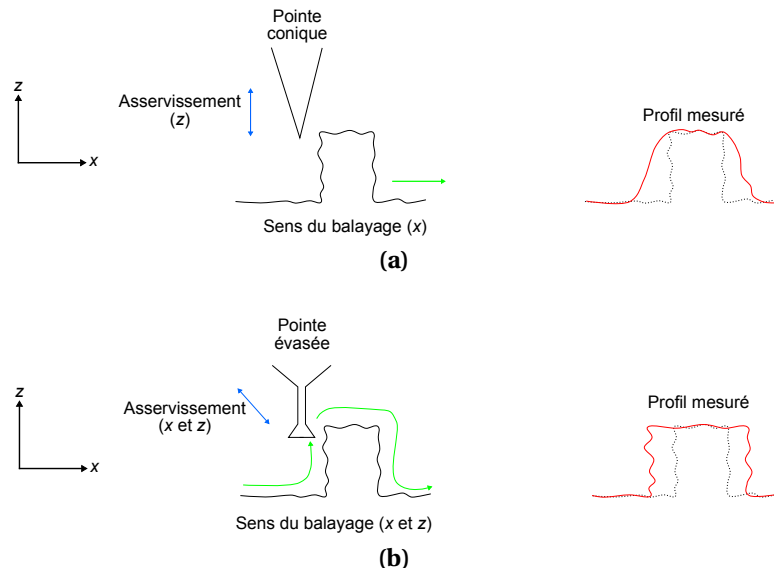 Pointe
conique
z
Asservissement
(z)
x
Profil mesuré
Sens du balayage (x)
(a)
Pointe
évasée
z
Asservissement
(x et z)
x
Profil mesuré
Sens du balayage (x et z)
(b)